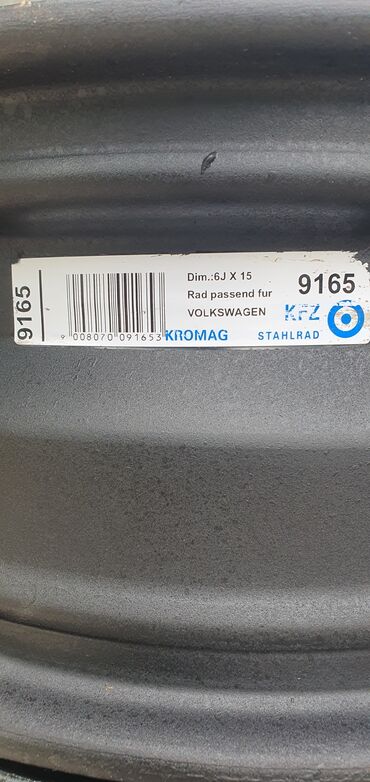 9165
9 008070 091653
Dim.:6J X 15
Rad passend fur
VOLKSWAGEN
KROMAG
9165
KFZ
STAHLRAD